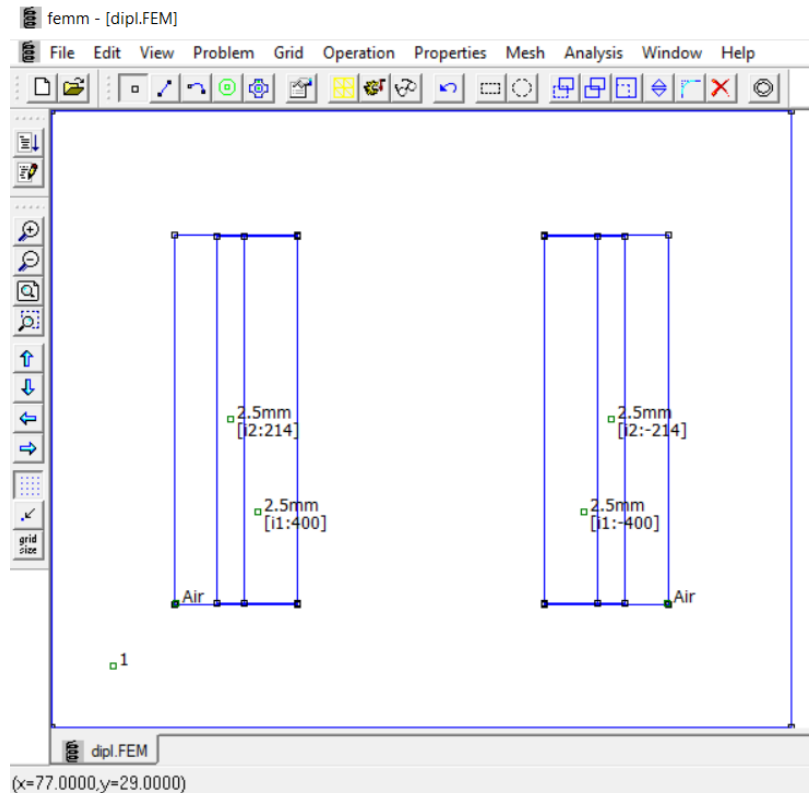 femm - [dipl.FEM]
File Edit View Problem Grid Operation Properties Mesh Analysis Window Help
grid
size
2.5mm
[i2:214]
2.5mm
[i2:-214]
2.5mm
[i1:400]
2.5mm
[i1:-400]
Air
Air
1
dipl.FEM
(x=77.0000,y=29.0000)